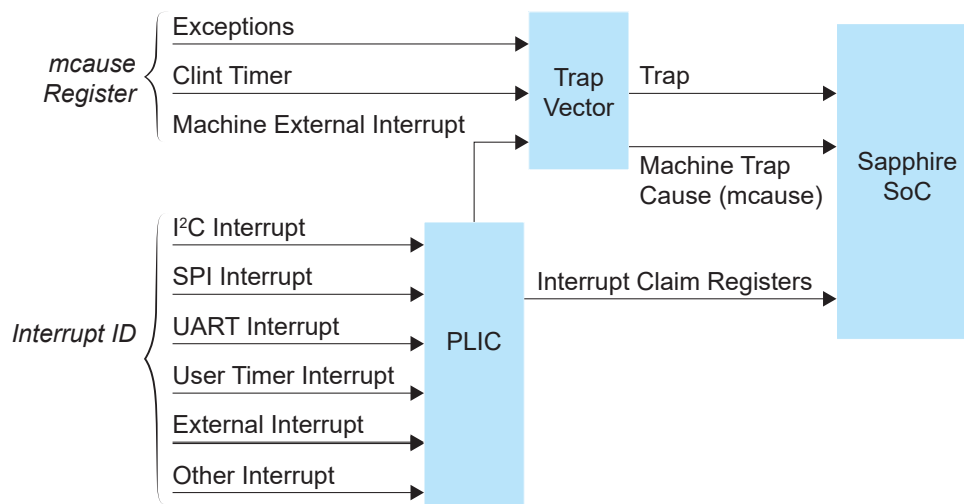 Exceptions
mcause
Register
Clint Timer
Machine External Interrupt
Trap
Vector
Trap
Machine Trap
Cause (mcause)
Sapphire
SoC
Interrupt ID
I²C Interrupt
SPI Interrupt
UART Interrupt
User Timer Interrupt
External Interrupt
Other Interrupt
PLIC
Interrupt Claim Registers